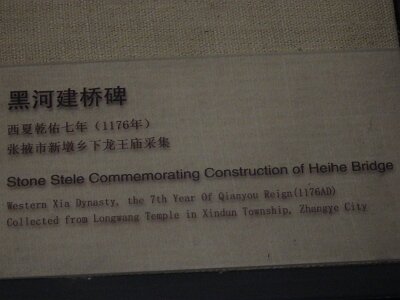 黑河建桥碑
西夏乾佑七年（1176年）
张掖市新墩乡下龙王庙采集
Stone Stele Commemorating Construction of Heihe Bridge
Western Xia Dynasty, the 7th Year Of Qianyou Reign(1176AD)
Collected from Longwang Temple in Xindun Township, Zhangye City